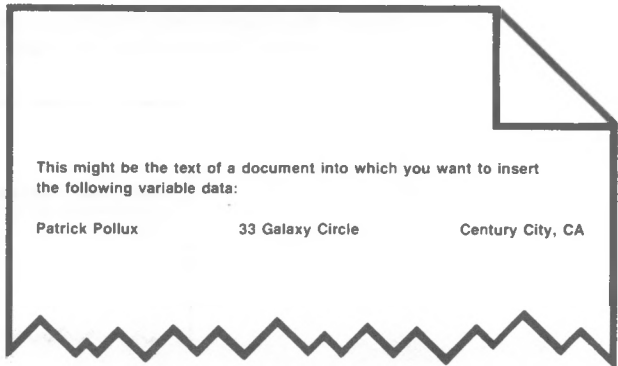 This might be the text of a document into which you want to insert
the following variable data:
Patrick Pollux 33 Galaxy Circle Century City, CA